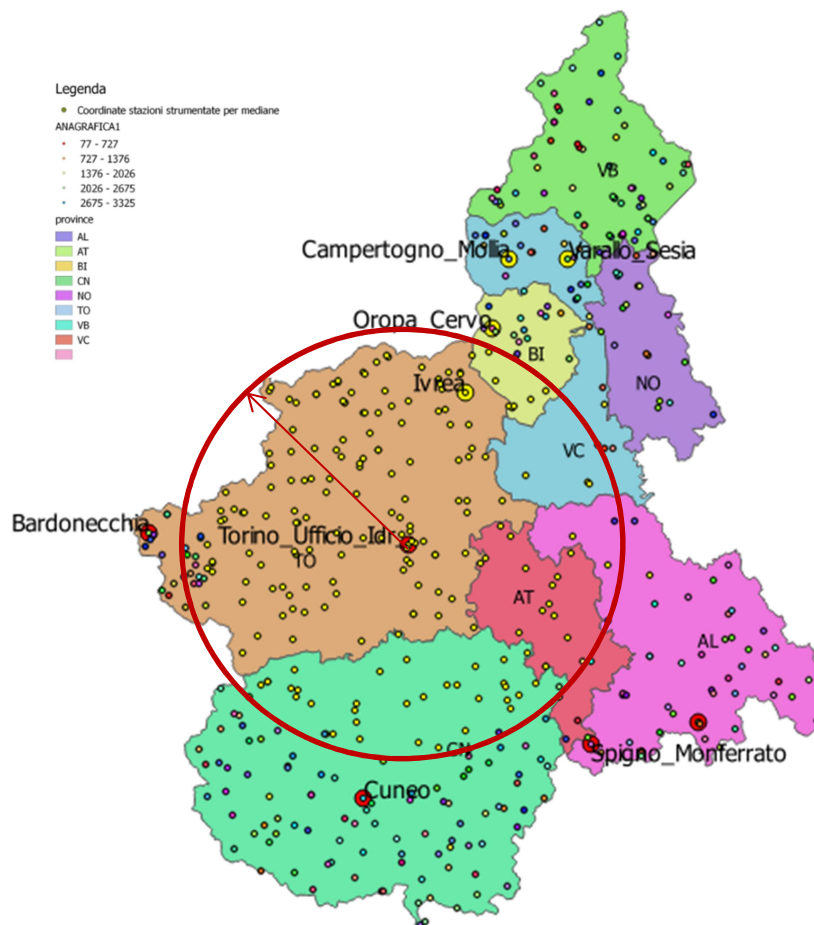 Legenda
Coordinate stazioni strumentate per mediane
ANAGRAFICA1
77 - 727
727 - 1376
1376 - 2026
2026 - 2675
2675 - 3325
province
AL
AT
BI
CN
NO
TO
VB
VC
VB
Campertogno_Mollia
Varallo_Sesia
Oropa_Cervo
BI
Ivrea
NO
VC
Bardonecchia
Torino_Ufficio_Idr
TO
AT
AL
CN
Spigno_Monferrato
Cuneo